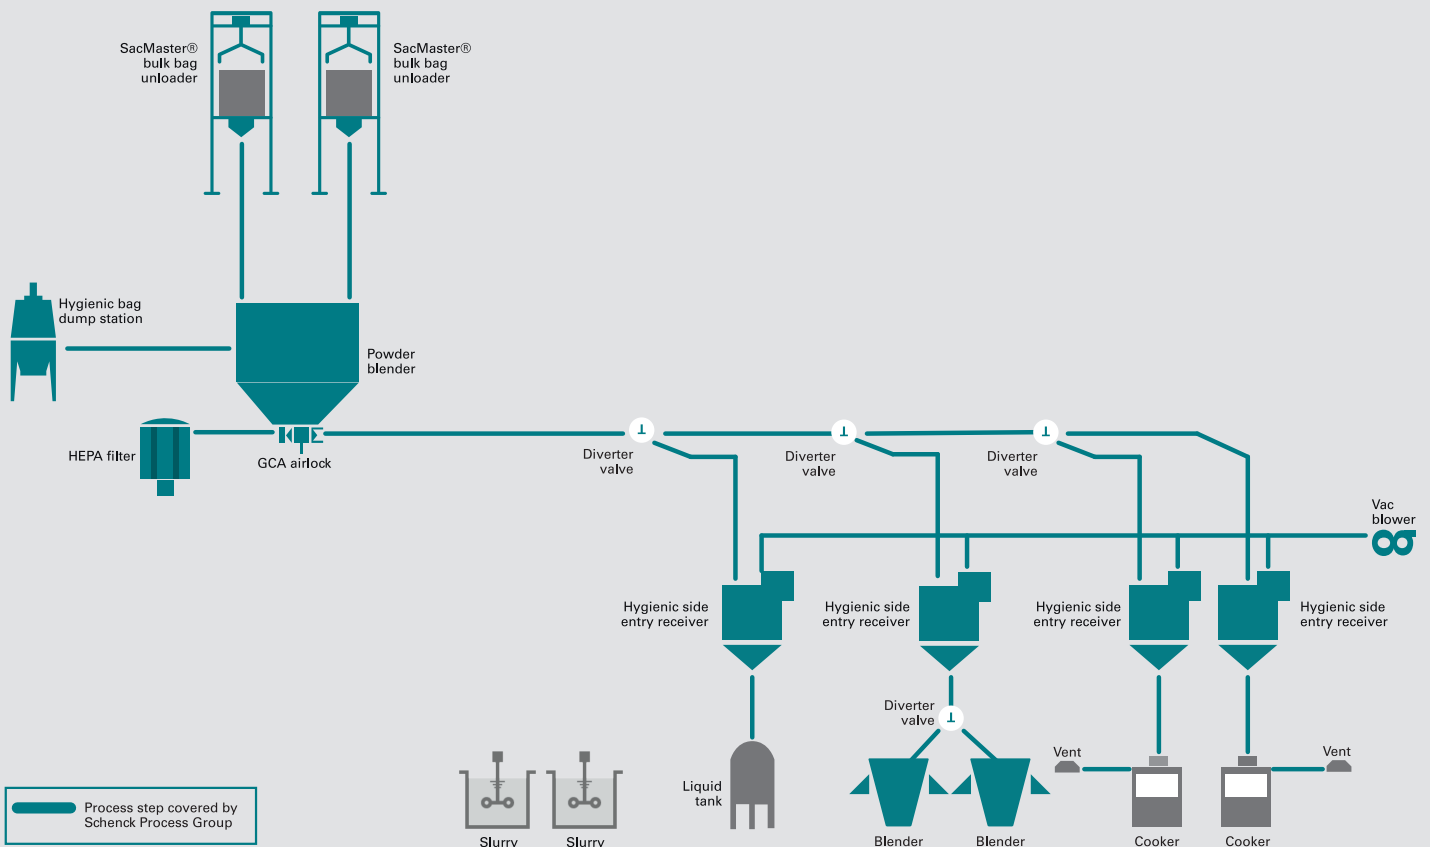 SacMaster®
bulk bag
unloader
SacMaster®
bulk bag
unloader
Hygienic bag
dump station
Powder
blender
HEPA filter
GCA airlock
Diverter
valve
Diverter
valve
Diverter
valve
Vac
blower
Hygienic side
entry receiver
Hygienic side
entry receiver
Hygienic side
entry receiver
Hygienic side
entry receiver
Diverter
valve
Vent
Vent
Liquid
tank
Process step covered by
Schenck Process Group
Slurry
Slurry
Blender
Blender
Cooker
Cooker